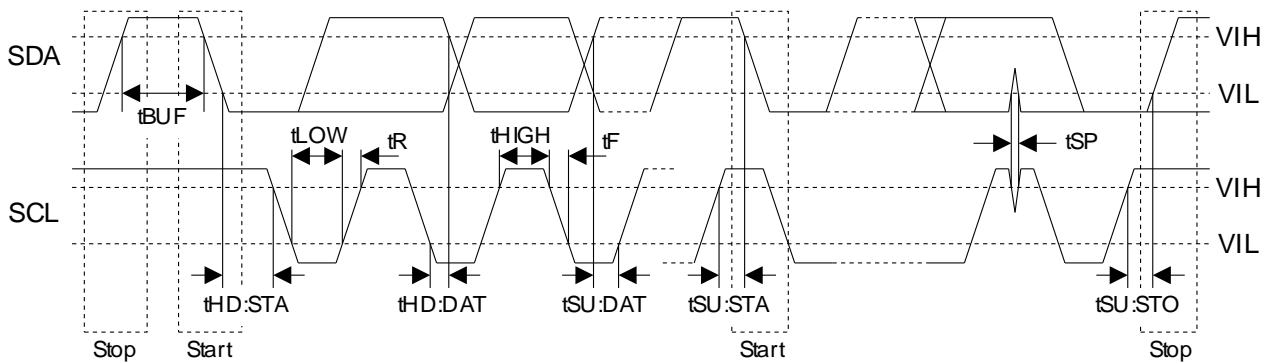 SDA
VIH
VIL
tBUF
tLOW
tR
tHIGH
tF
tSP
SCL
VIH
VIL
tHD:STA
tHD:DAT
tSU:DAT
tSU:STA
tSU:STO
Stop
Start
Start
Stop